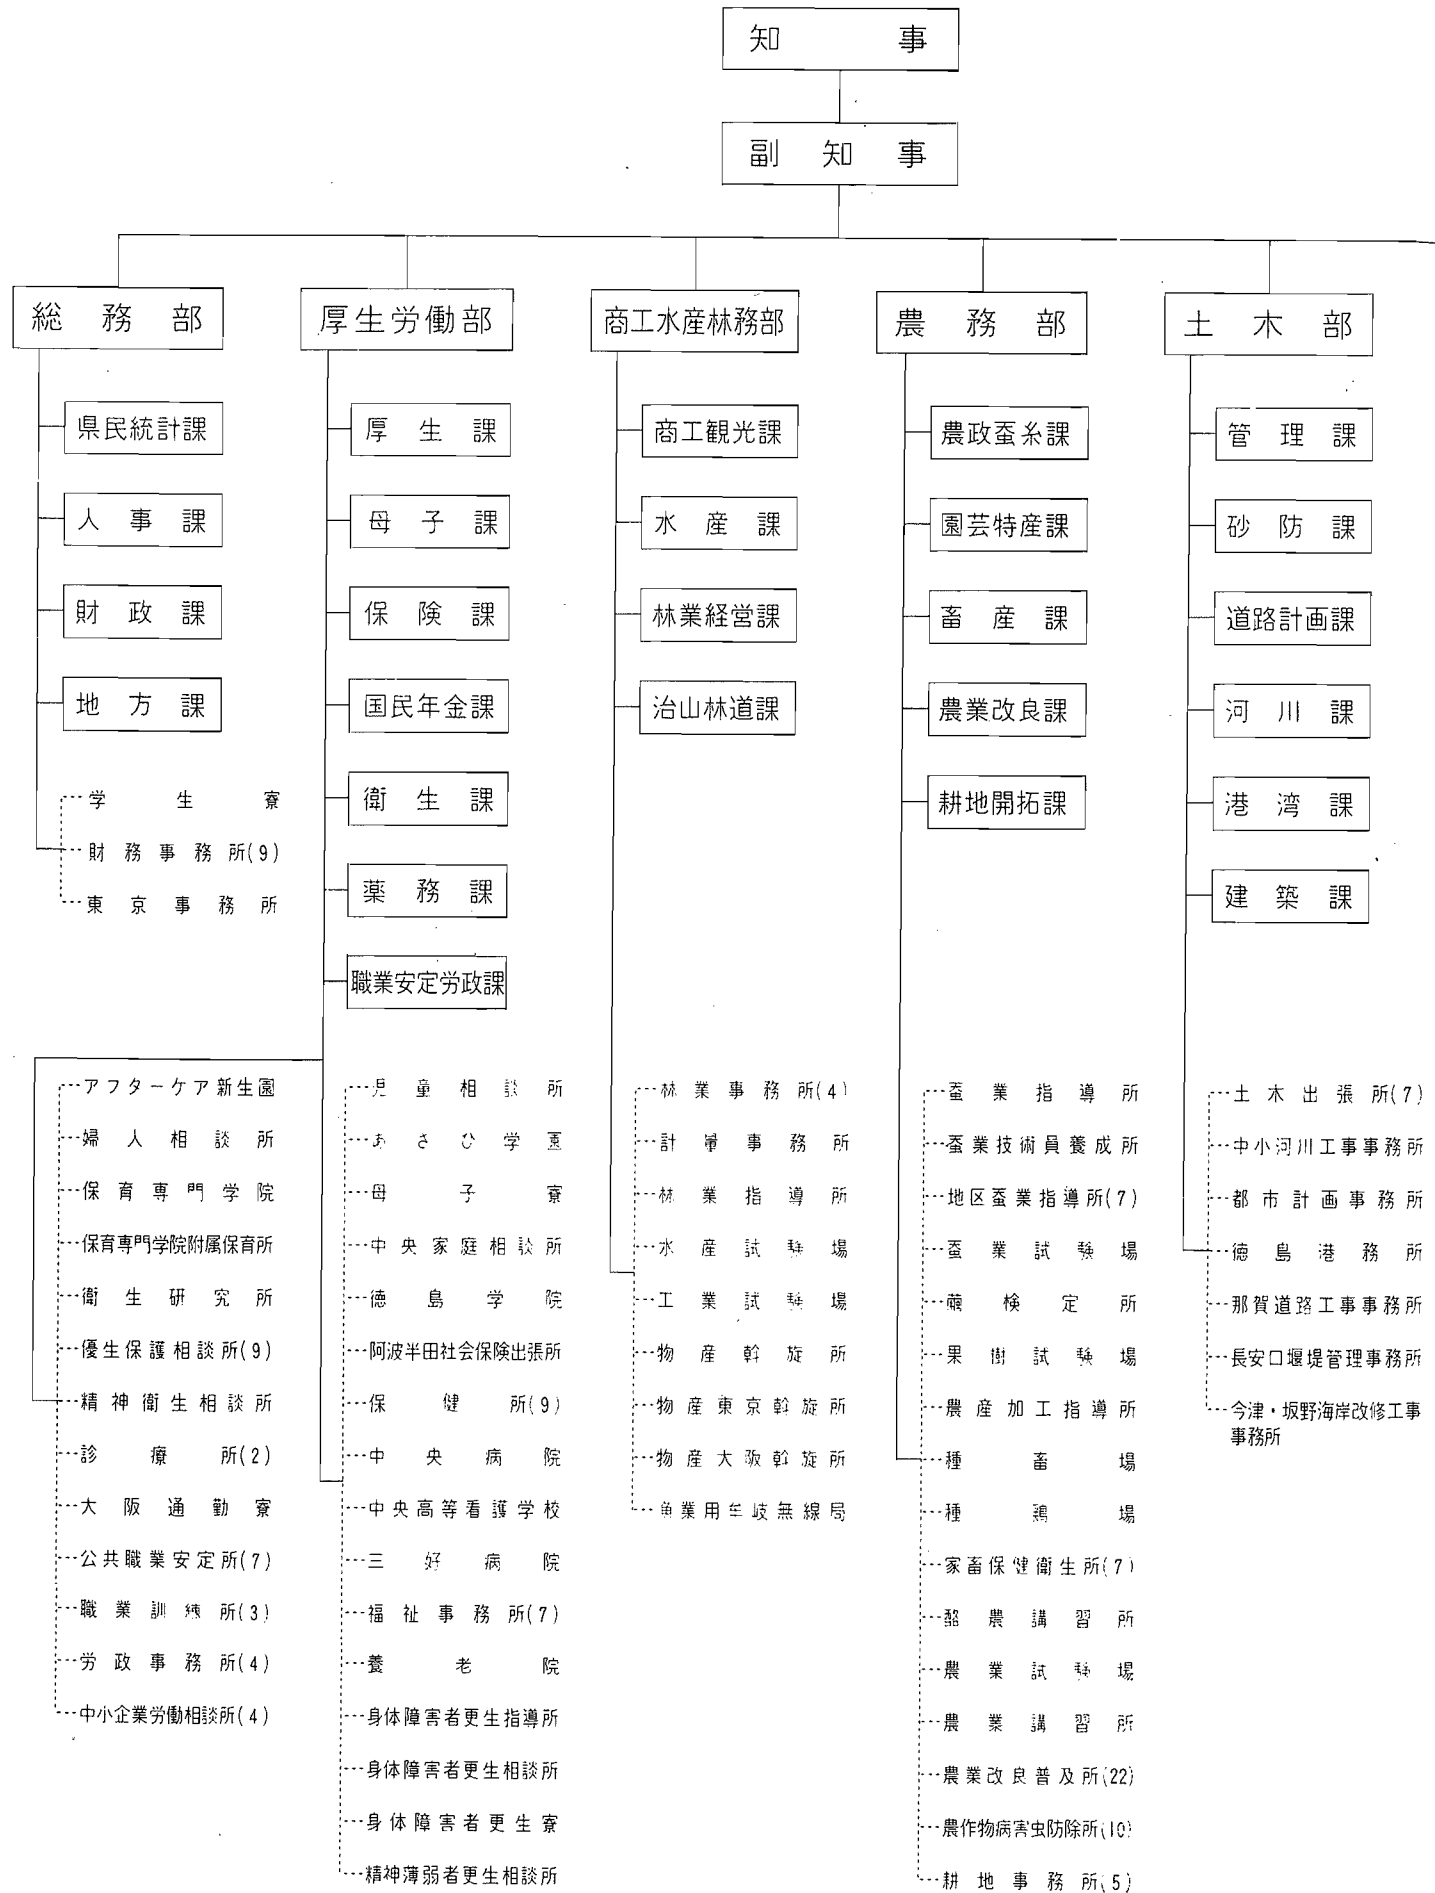 知事
副知事
総務部
県民統計課
人事課
財政課
地方課
学生寮
財務事務所(9)
東京事務所
厚生労働部
厚生課
母子課
保険課
国民年金課
衛生課
薬務課
職業安定労政課
アフターケア新生園
婦人相談所
保育専門学院
保育専門学院附属保育所
衛生研究所
優生保護相談所(9)
精神衛生相談所
診療所(2)
大阪通勤寮
公共職業安定所(7)
職業訓練所(3)
労政事務所(4)
中小企業労働相談所(4)
児童相談所
あさひ学園
母子寮
中央家庭相談所
徳島学院
阿波半田社会保険出張所
保健所(9)
中央病院
中央高等看護学校
三好病院
福祉事務所(7)
養老院
身体障害者更生指導所
身体障害者更生相談所
身体障害者更生寮
精神薄弱者更生相談所
商工水産林務部
商工観光課
水産課
林業経営課
治山林道課
林業事務所(4)
計量事務所
林業指導所
水産試験場
工業試験場
物産斡旋所
物産東京斡旋所
物産大阪斡旋所
魚業用牟岐無線局
農務部
農政蚕糸課
園芸特産課
畜産課
農業改良課
耕地開拓課
蚕業指導所
蚕業技術員養成所
地区蚕業指導所(7)
蚕業試験場
繭検定所
果樹試験場
農産加工指導所
種畜場
種鶏場
家畜保健衛生所(7)
酪農講習所
農業試験場
農業講習所
農業改良普及所(22)
農作物病害虫防除所(10)
耕地事務所(5)
土木部
管理課
砂防課
道路計画課
河川課
港湾課
建築課
土木出張所(7)
中小河川工事事務所
都市計画事務所
徳島港務所
那賀道路工事事務所
長安口堰堤管理事務所
今津・坂野海岸改修工事
事務所